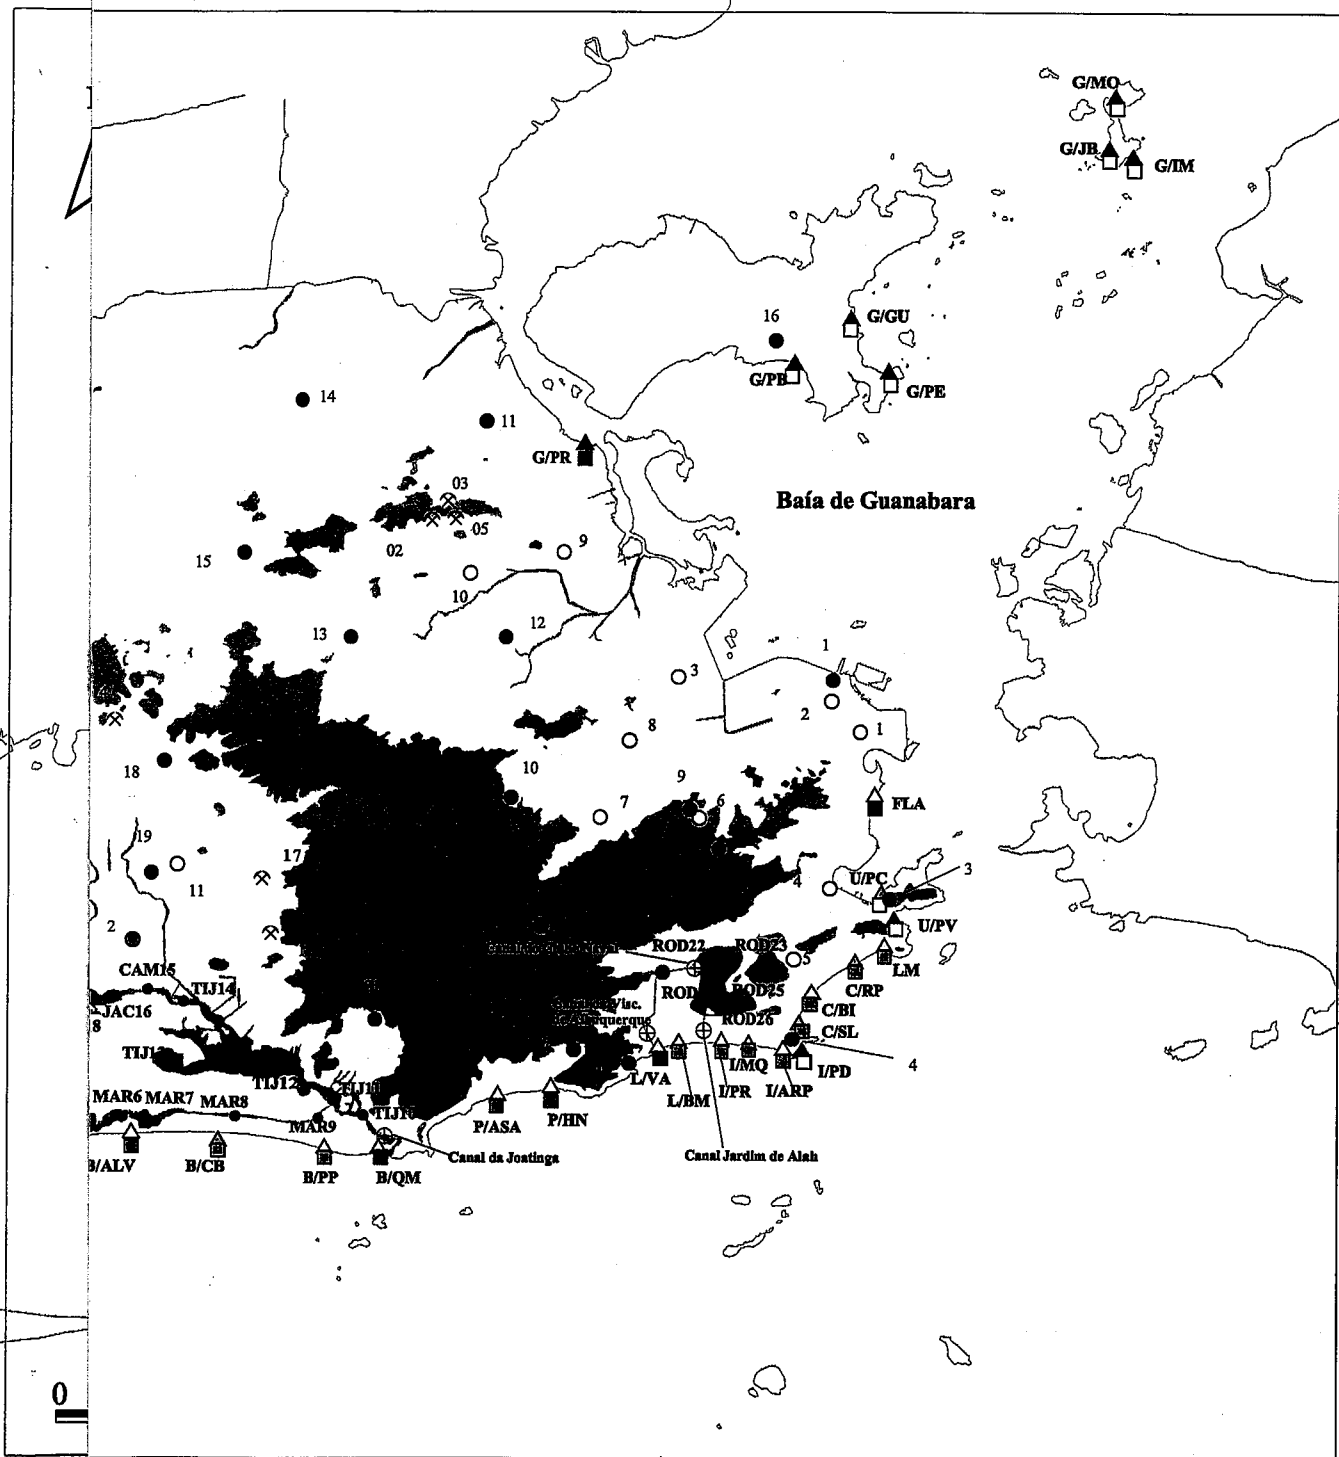 G/MO
G/JB
G/IM
16
G/GU
G/PB
G/PE
14
11
G/PR
03
Baía de Guanabara
05
02
9
15
10
13
12
1
3
2
8
1
18
10
9
7
6
FLA
19
17
11
4
U/PC
3
2
U/PV
ROD22
ROD23
5
LM
CAM15
TIJ14
C/RP
JAC16
ROD
ROD25
Visc.
C/BI
8
ROD26
C/SL
TIJ12
L/VA
I/MQ
I/PD
4
TIJ11
L/BM
I/PR
I/ARP
MAR6
MAR7
MAR8
MAR9
P/ASA
P/HN
B/ALV
B/CB
B/PP
B/QM
Canal da Joatinga
Canal Jardim de Alah
0